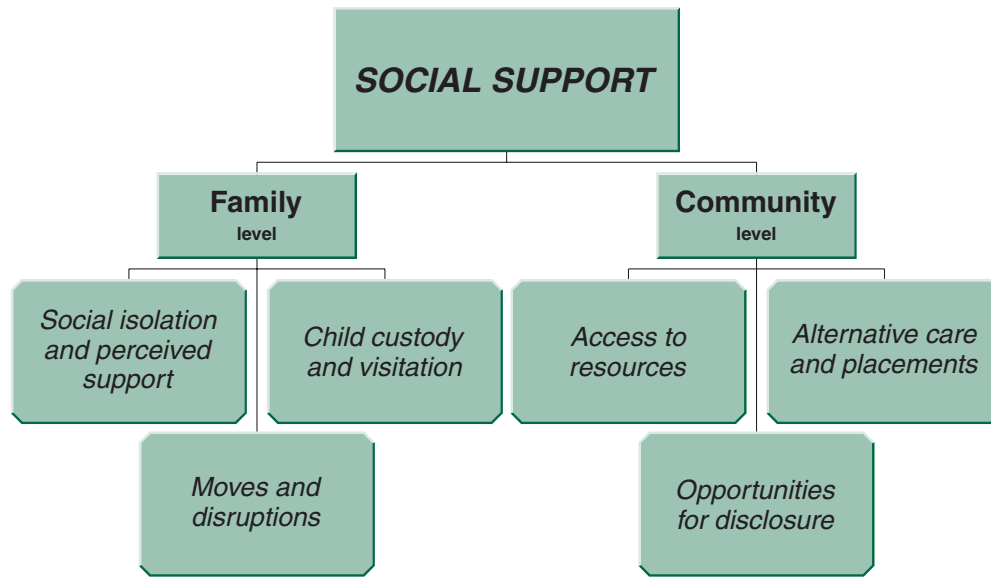 SOCIAL SUPPORT
Family
level
Community
level
Social isolation
and perceived
support
Child custody
and visitation
Access to
resources
Alternative care
and placements
Moves and
disruptions
Opportunities
for disclosure